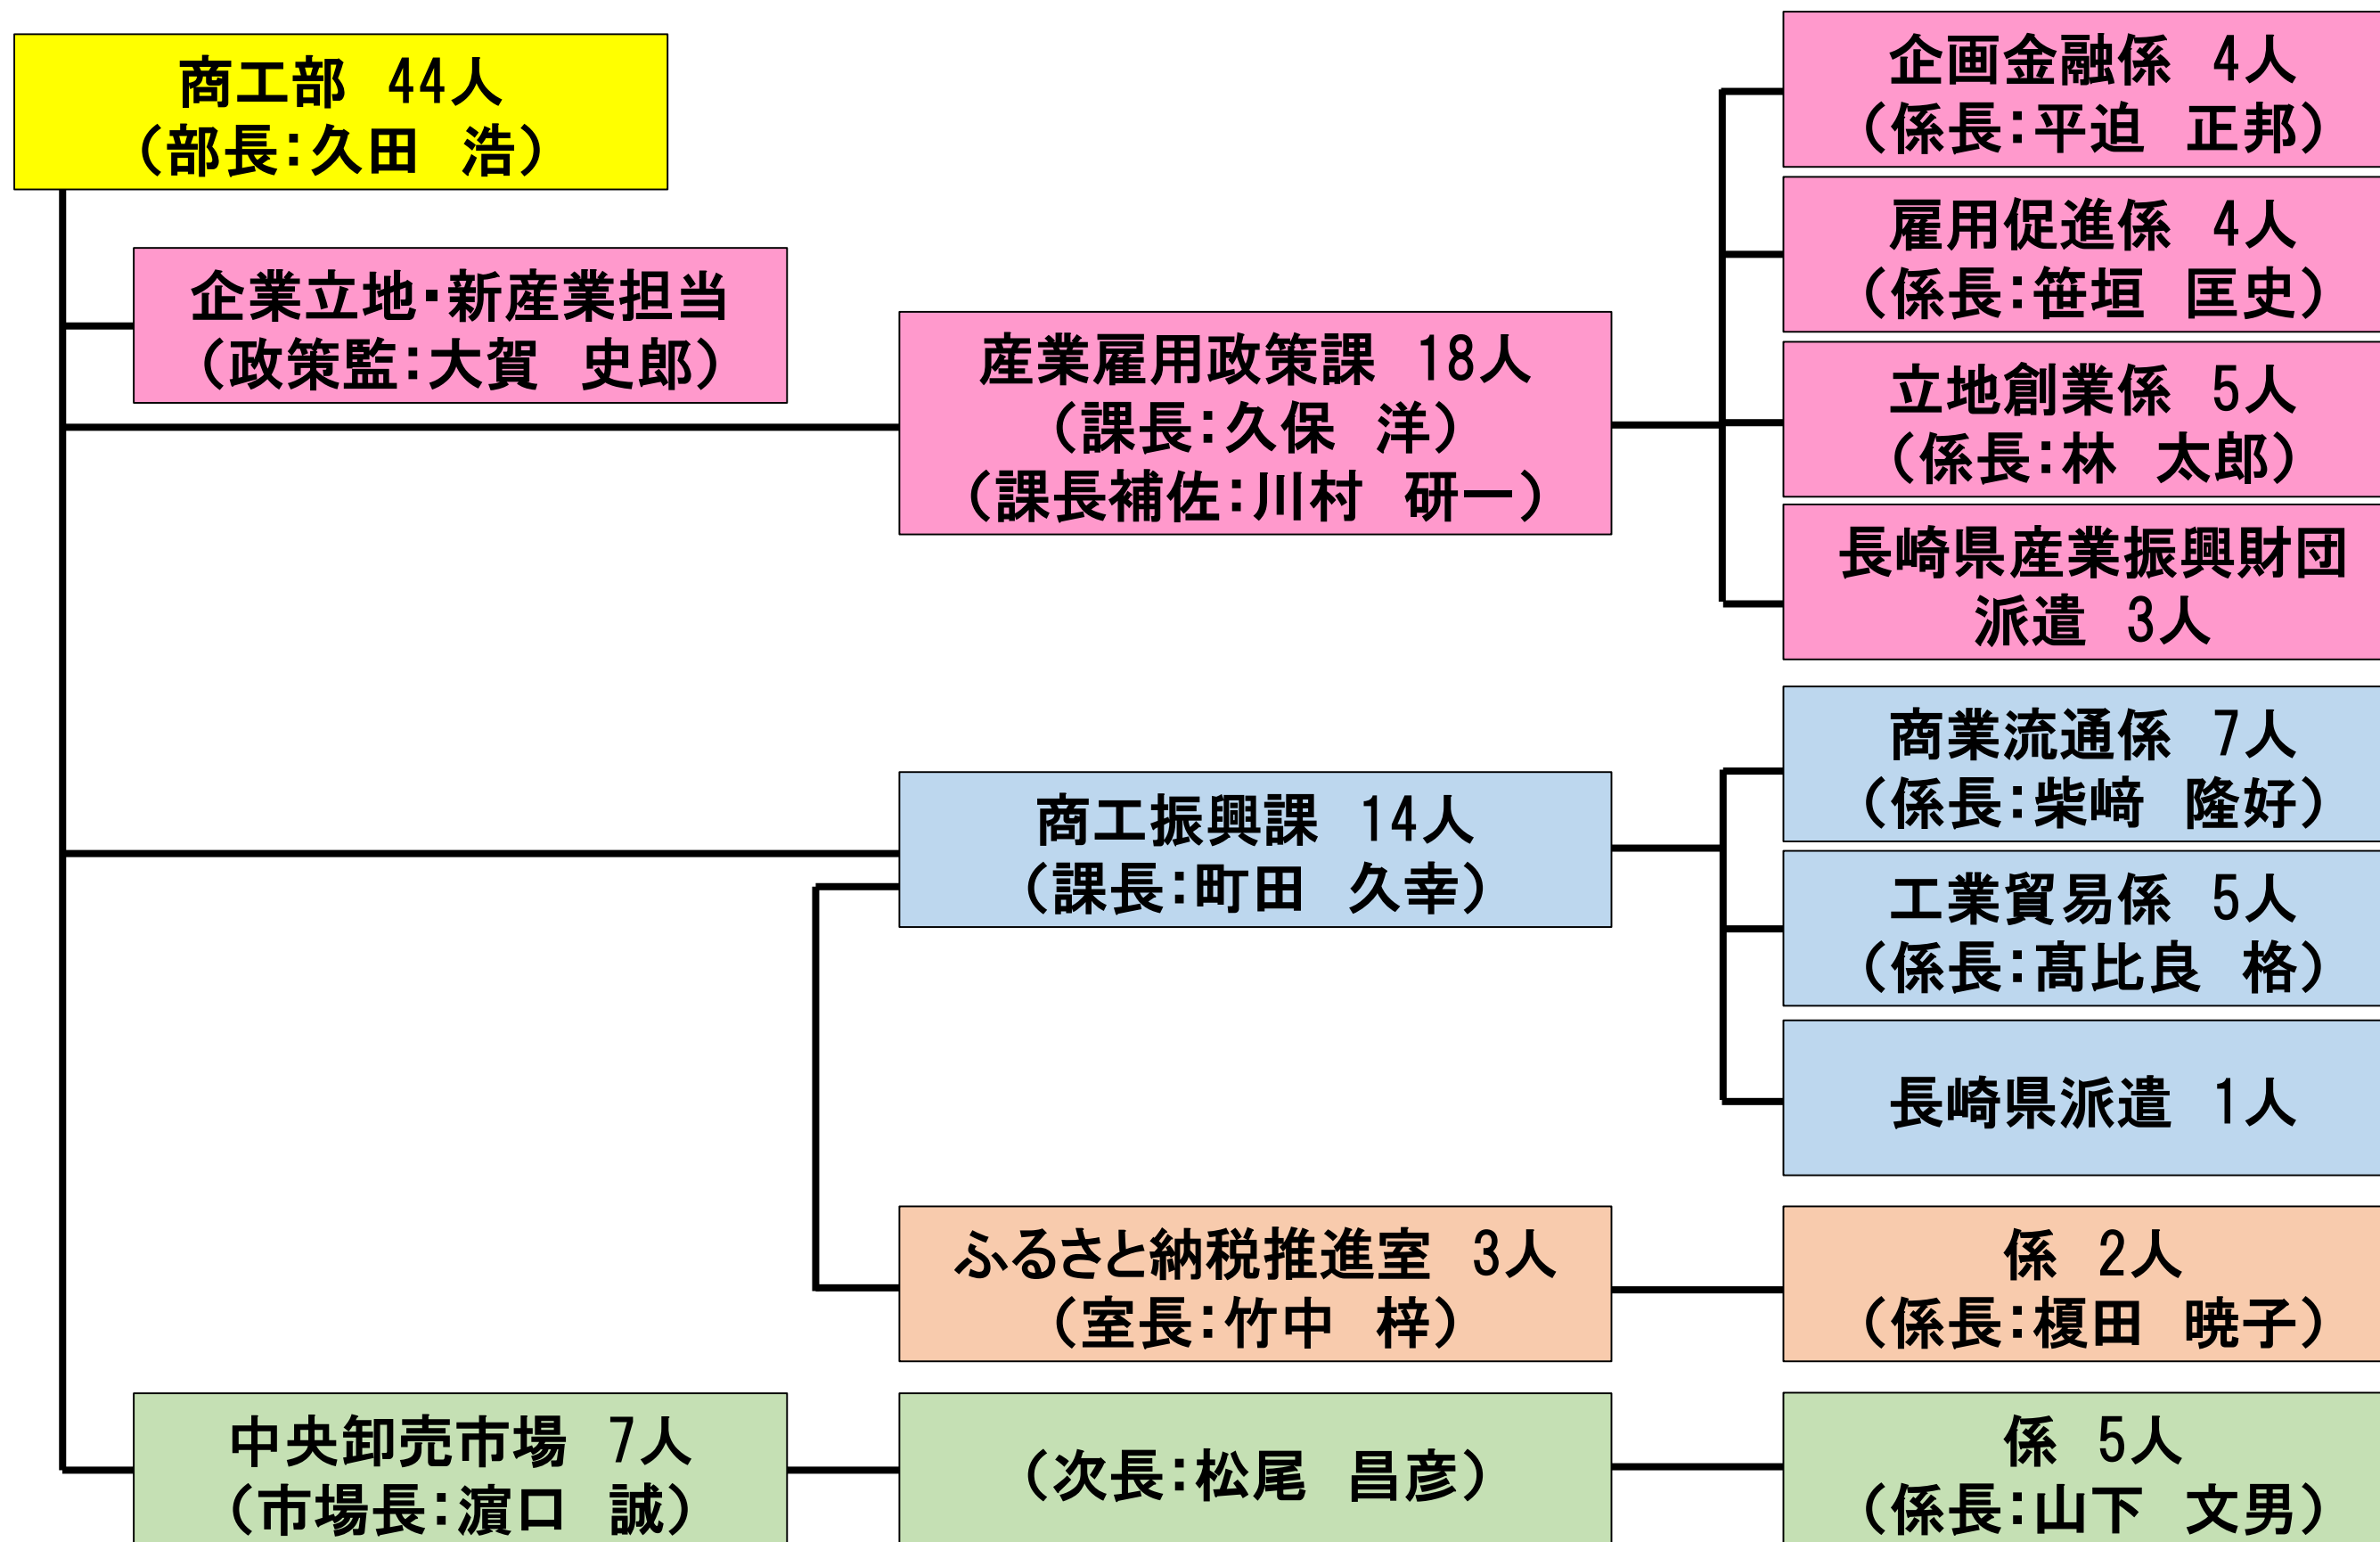 商工部 44人
（部長：久田 浩）
企業立地・新産業担当
（政策監：大賀 史郎）
産業雇用政策課 18人
（課長：久保 洋）
（課長補佐：川村 研一）
企画金融係 4人
（係長：平迫 正邦）
雇用促進係 4人
（係長：笹垣 匡史）
立地創業係 5人
（係長：林 太郎）
長崎県産業振興財団
派遣 3人
商工振興課 14人
（課長：町田 久幸）
商業流通係 7人
（係長：柴﨑 隆好）
工業貿易係 5人
（係長：髙比良 格）
長崎県派遣 1人
ふるさと納税推進室 3人
（室長：竹中 梓）
係 2人
（係長：榎田 暁子）
中央卸売市場 7人
（市場長：濵口 誠）
（次長：松尾 昌彦）
係 5人
（係長：山下 文男）